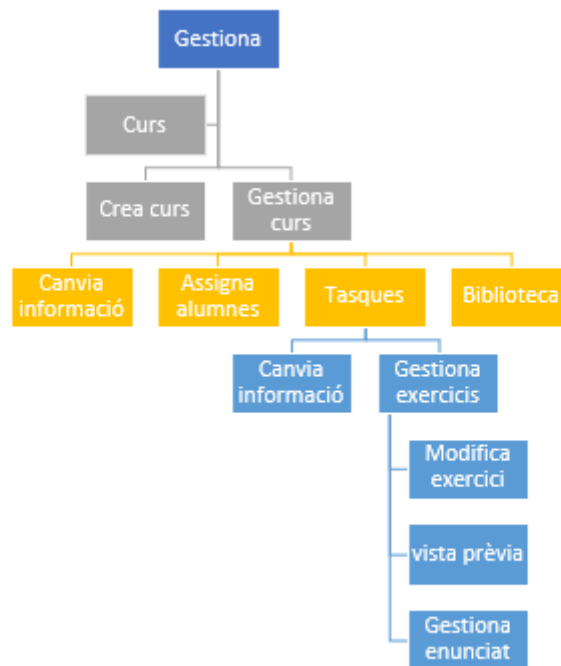 Gestiona
Curs
Crea curs
Gestiona
curs
Canvia
informació
Assigna
alumnes
Tasques
Biblioteca
Canvia
informació
Gestiona
exercicis
Modifica
exercici
vista prèvia
Gestiona
enunciat